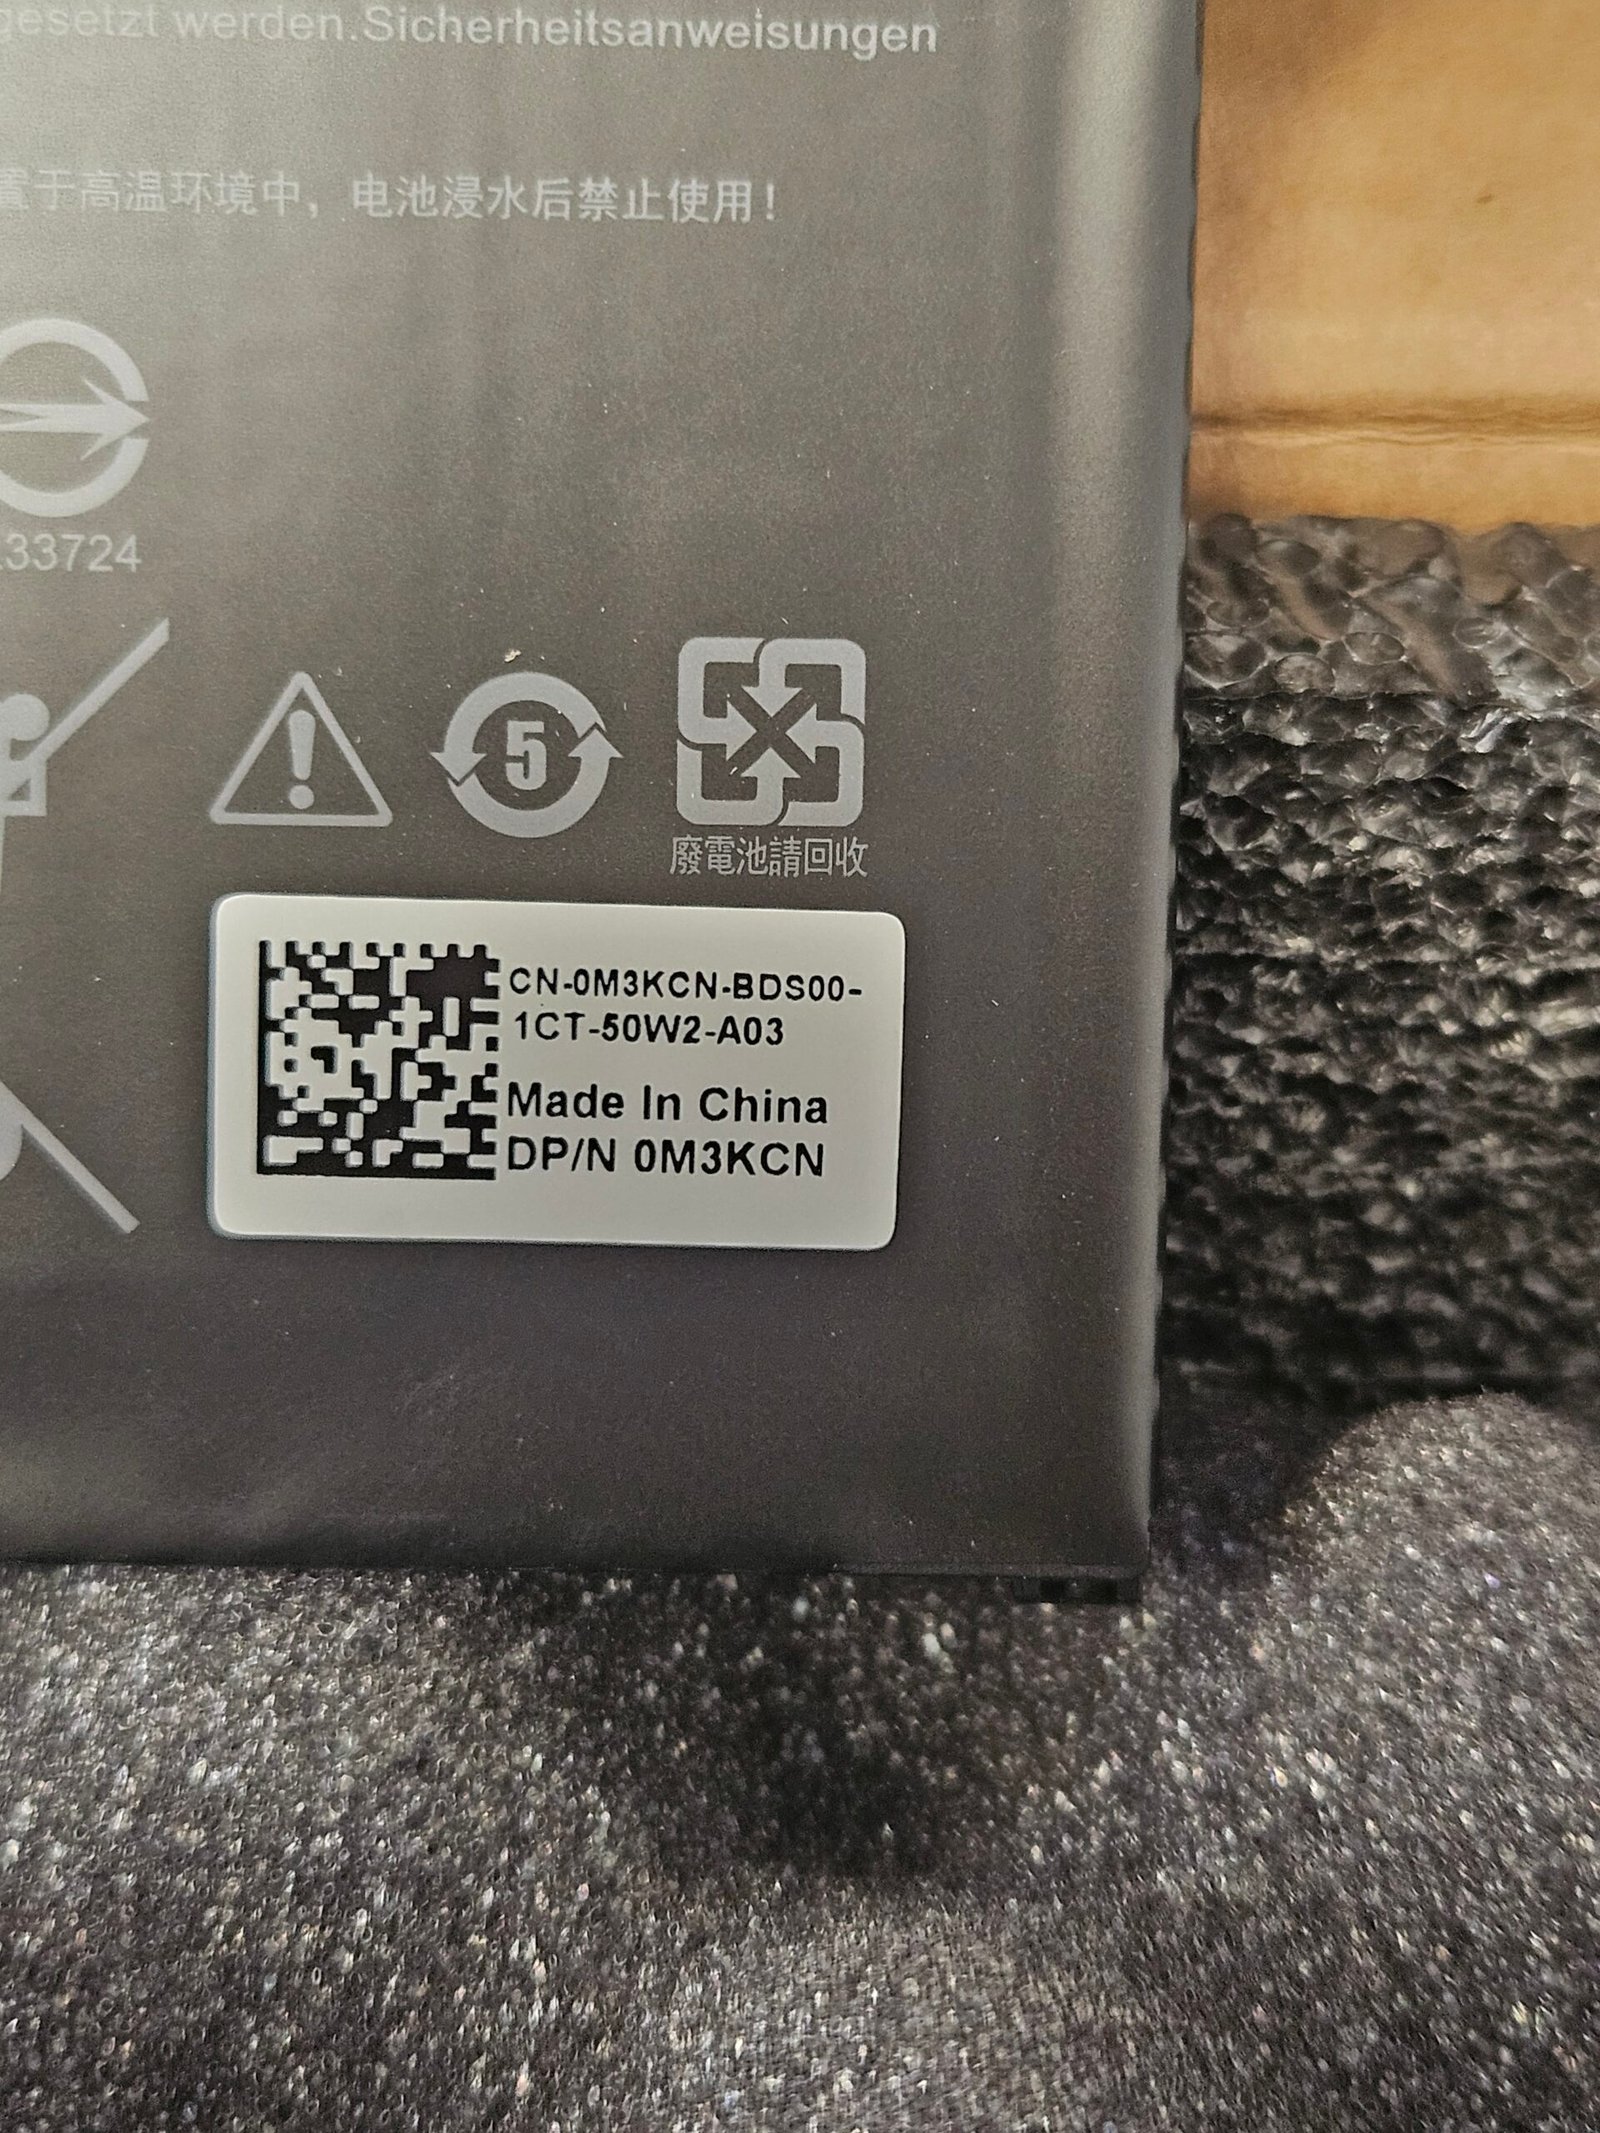 gesetzt werden.Sicherheitsanweisungen
置于高温环境中，电池浸水后禁止使用！
33724
5
廢電池請回收
CN-0M3KCN-BDS00-
1CT-50W2-A03
Made In China
DP/N 0M3KCN